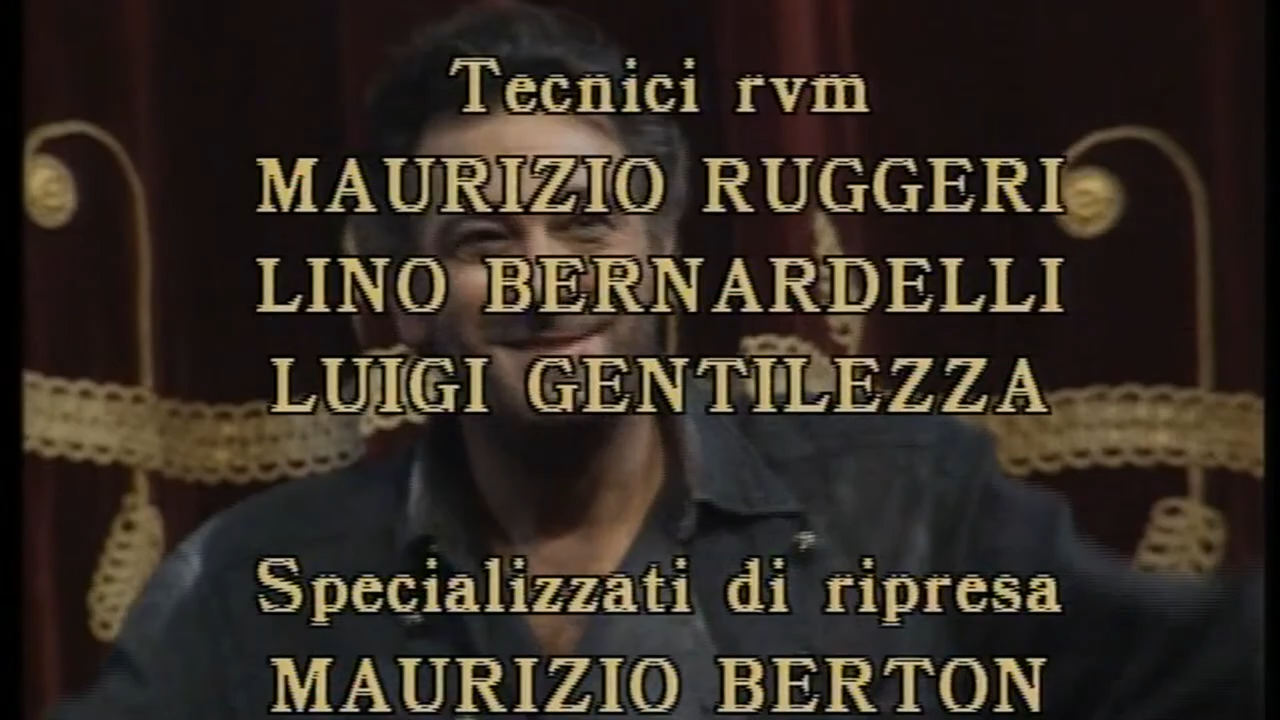 Tecnici rvm
MAURIZIO RUGGERI
LINO BERNARDELLI
LUIGI GENTILEZZA
Specializzati di ripresa
MAURIZIO BERTON